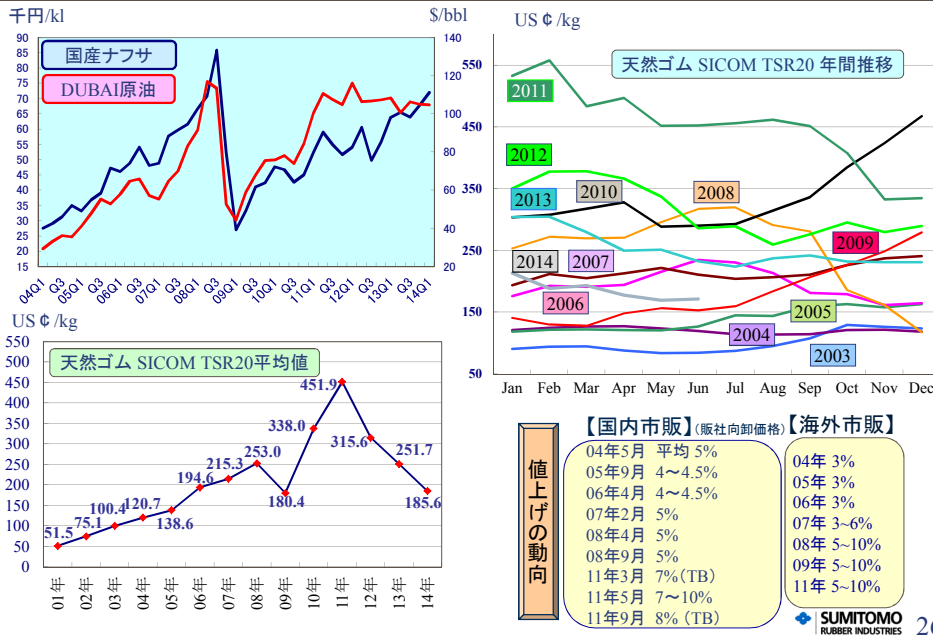 千円/kl
$/bbl
90
85
80
75
70
65
60
55
50
45
40
35
30
25
20
15
140
120
100
80
60
40
20
国産ナフサ
DUBAI原油
04Q1
Q3
05Q1
Q3
06Q1
Q3
07Q1
Q3
08Q1
Q3
09Q1
Q3
10Q1
Q3
11Q1
Q3
12Q1
Q3
13Q1
Q3
14Q1
US ¢/kg
550
450
350
250
150
50
天然ゴム SICOM TSR20 年間推移
2011
2012
2010
2008
2013
2009
2014
2007
2006
2005
2004
2003
Jan Feb Mar Apr May Jun Jul Aug Sep Oct Nov Dec
US ¢/kg
550
500
450
400
350
300
250
200
150
100
50
0
天然ゴム SICOM TSR20平均値
51.5
75.1
100.4
120.7
138.6
194.6
215.3
253.0
180.4
338.0
451.9
315.6
251.7
185.6
01年 02年 03年 04年 05年 06年 07年 08年 09年 10年 11年 12年 13年 14年
値上げの動向
【国内市販】(販社向卸価格)
04年5月 平均 5%
05年9月 4～4.5%
06年4月 4～4.5%
07年2月 5%
08年4月 5%
08年9月 5%
11年3月 7%(TB)
11年5月 7～10%
11年9月 8% (TB)
【海外市販】
04年 3%
05年 3%
06年 3%
07年 3~6%
08年 5~10%
09年 5~10%
11年 5~10%
SUMITOMO
RUBBER INDUSTRIES